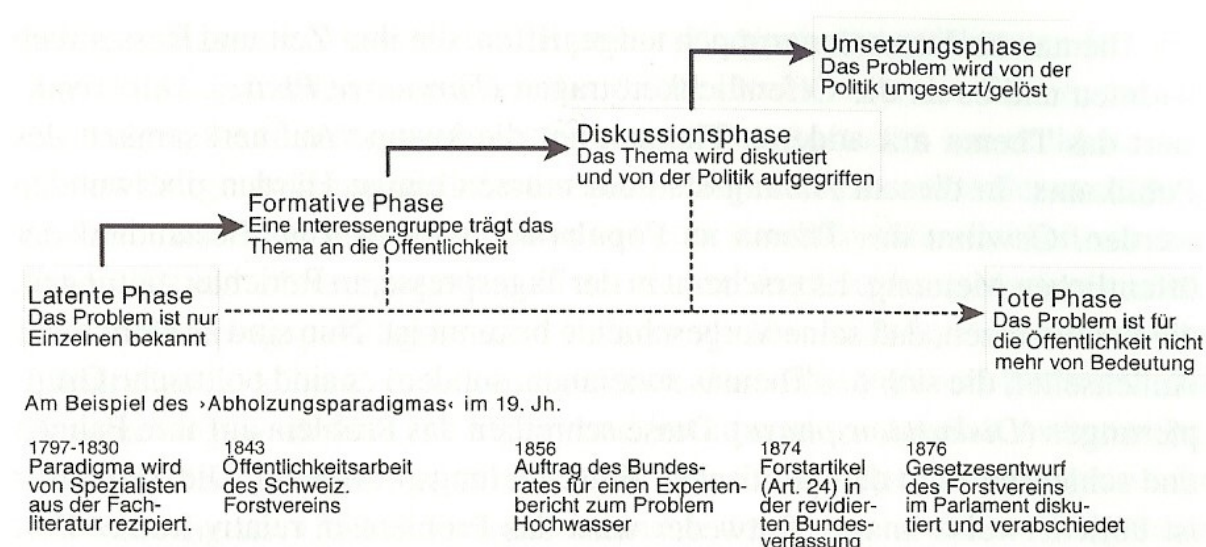 Umsetzungsphase
Das Problem wird von der
Politik umgesetzt/gelöst
Diskussionsphase
Das Thema wird diskutiert
und von der Politik aufgegriffen
Formative Phase
Eine Interessengruppe trägt das
Thema an die Öffentlichkeit
Latente Phase
Das Problem ist nur
Einzelnen bekannt
Tote Phase
Das Problem ist für
die Öffentlichkeit nicht
mehr von Bedeutung
Am Beispiel des ›Abholzungsparadigmas‹ im 19. Jh.
1797-1830
Paradigma wird
von Spezialisten
aus der Fach-
literatur rezipiert.
1843
Öffentlichkeitsarbeit
des Schweiz.
Forstvereins
1856
Auftrag des Bundes-
rates für einen Experten-
bericht zum Problem
Hochwasser
1874
Forstartikel
(Art. 24) in
der revidier-
ten Bundes-
verfassung
1876
Gesetzesentwurf
des Forstvereins
im Parlament disku-
tiert und verabschiedet